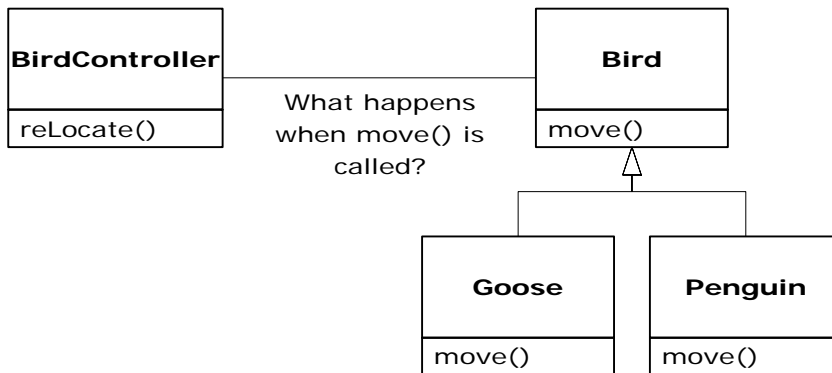 BirdController
reLocate()
What happens
when move() is
called?
Bird
move()
Goose
move()
Penguin
move()